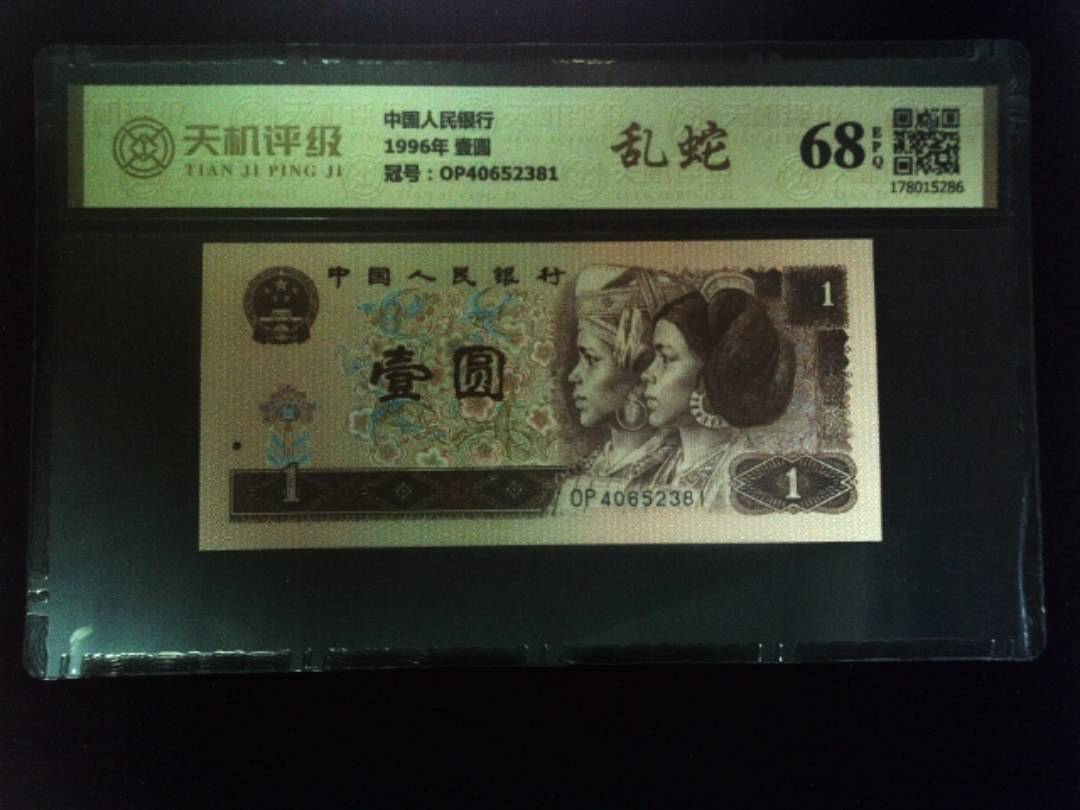 天机评级
TIAN JI PING JI
中国人民银行
1996年 壹圆
冠号：OP40652381
乱蛇
68
EPQ
178015286
中国人民银行
1
壹圆
1
OP40652381
1